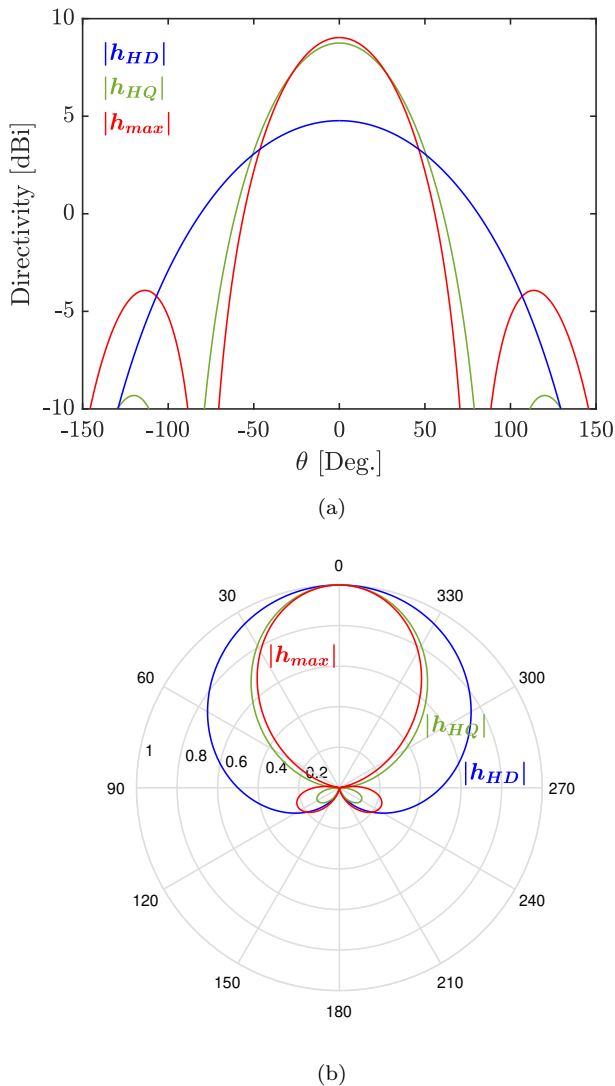 10
|h_HD|
|h_HQ|
|h_max|
5
0
-5
-10
Directivity [dBi]
-150 -100 -50 0 50 100 150
θ [Deg.]
(a)
0
30 330
60 300
|h_max|
|h_HQ|
1 0.8 0.6 0.4 0.2
|h_HD|
90 270
120 240
150 210
180
(b)